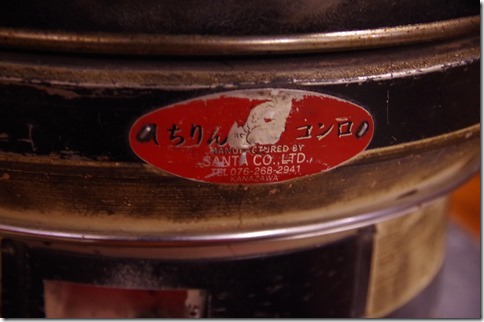 ちりん コンロ
MANUFACTURED BY
SANTA CO., LTD.,
TEL 076-268-2941
KANAZAWA